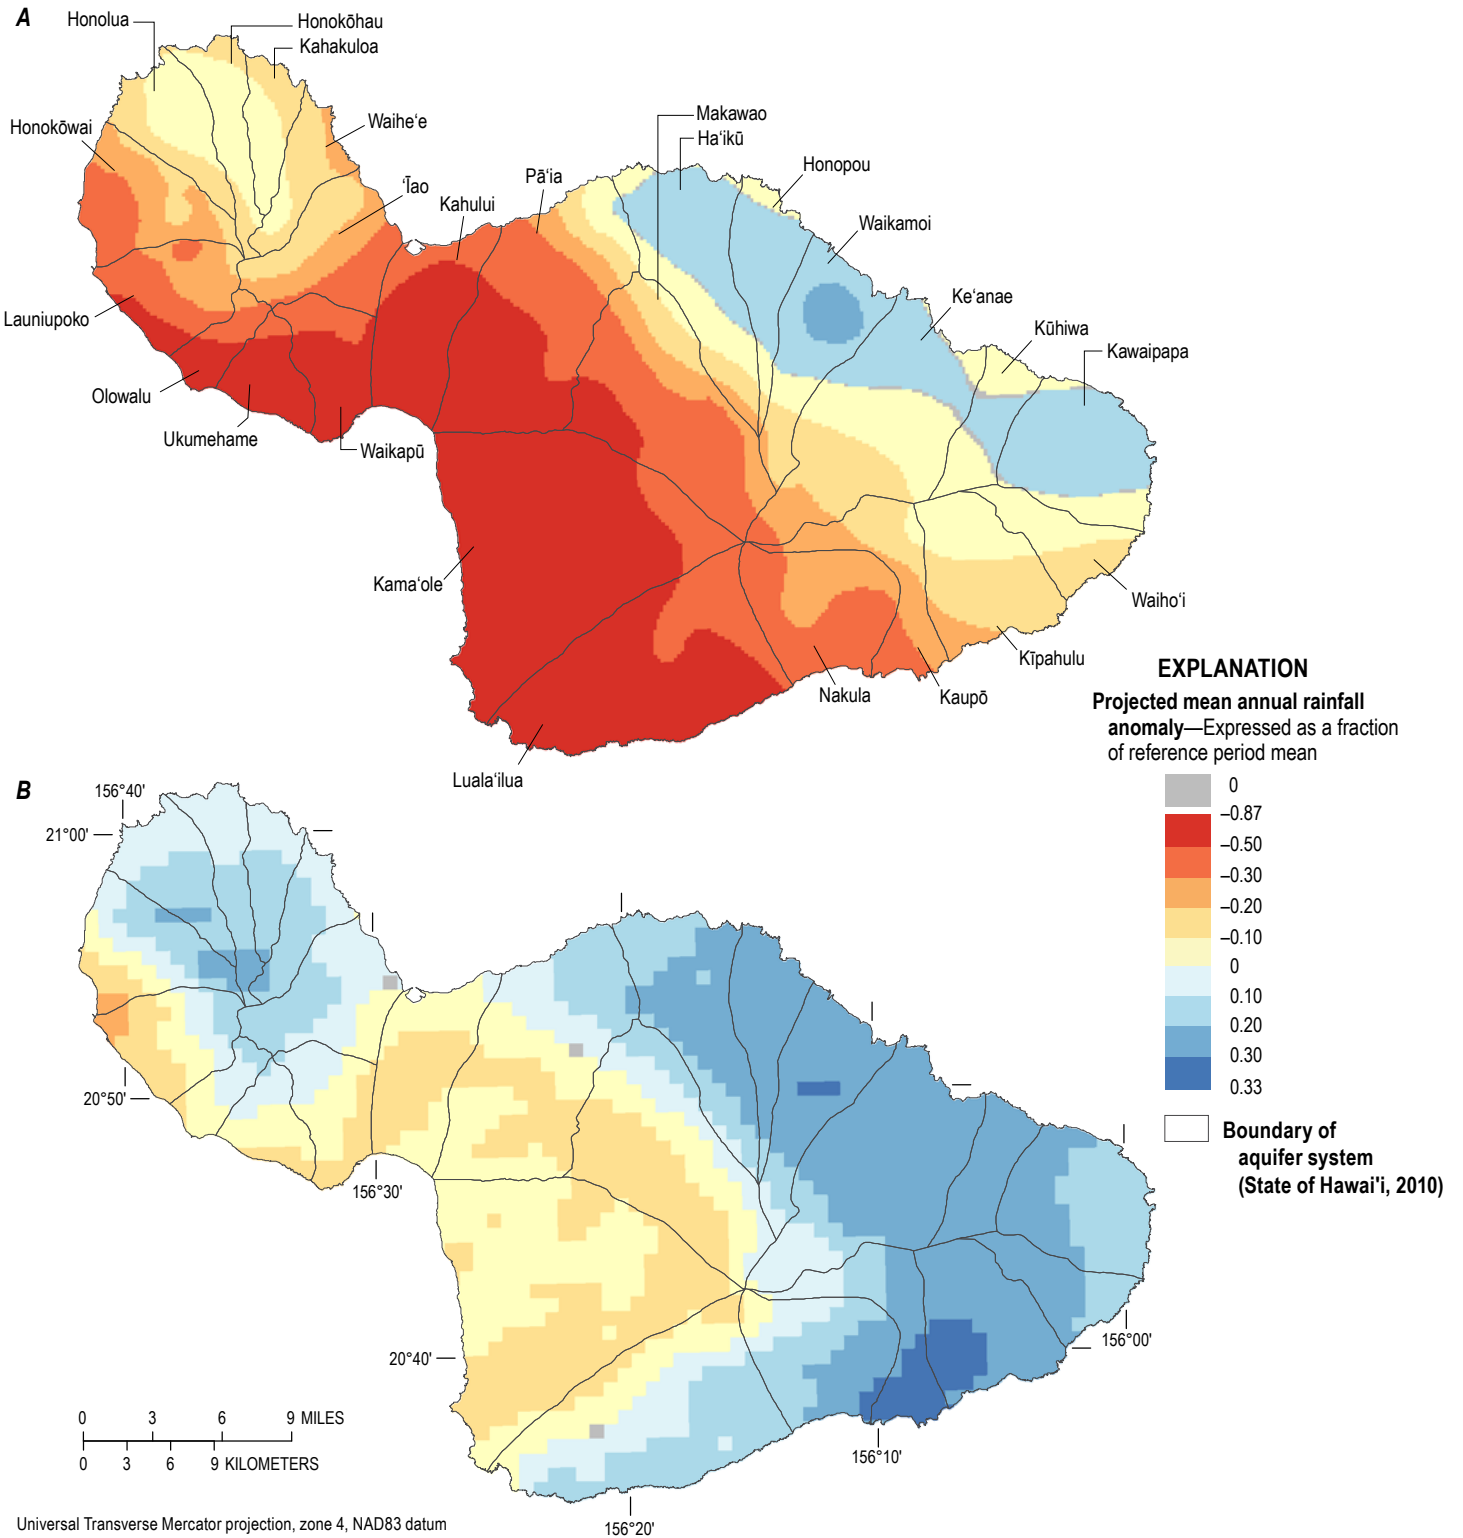 A
Honolua
Honokōhau
Kahakuloa
Honokōwai
Waiheʻe
ʻĪao
Kahului
Pāʻia
Makawao
Haʻikū
Honopou
Waikamoi
Keʻanae
Kūhiwa
Kawaipapa
Launiupoko
Olowalu
Ukumehame
Waikapū
Kamaʻole
Lualaʻilua
Nakula
Kaupō
Kīpahulu
Waihoʻi
EXPLANATION
Projected mean annual rainfall
anomaly—Expressed as a fraction
of reference period mean
0
–0.87
–0.50
–0.30
–0.20
–0.10
0
0.10
0.20
0.30
0.33
Boundary of
aquifer system
(State of Hawai'i, 2010)
B
156°40'
21°00'
20°50'
156°30'
20°40'
156°00'
156°10'
156°20'
0 3 6 9 MILES
0 3 6 9 KILOMETERS
Universal Transverse Mercator projection, zone 4, NAD83 datum